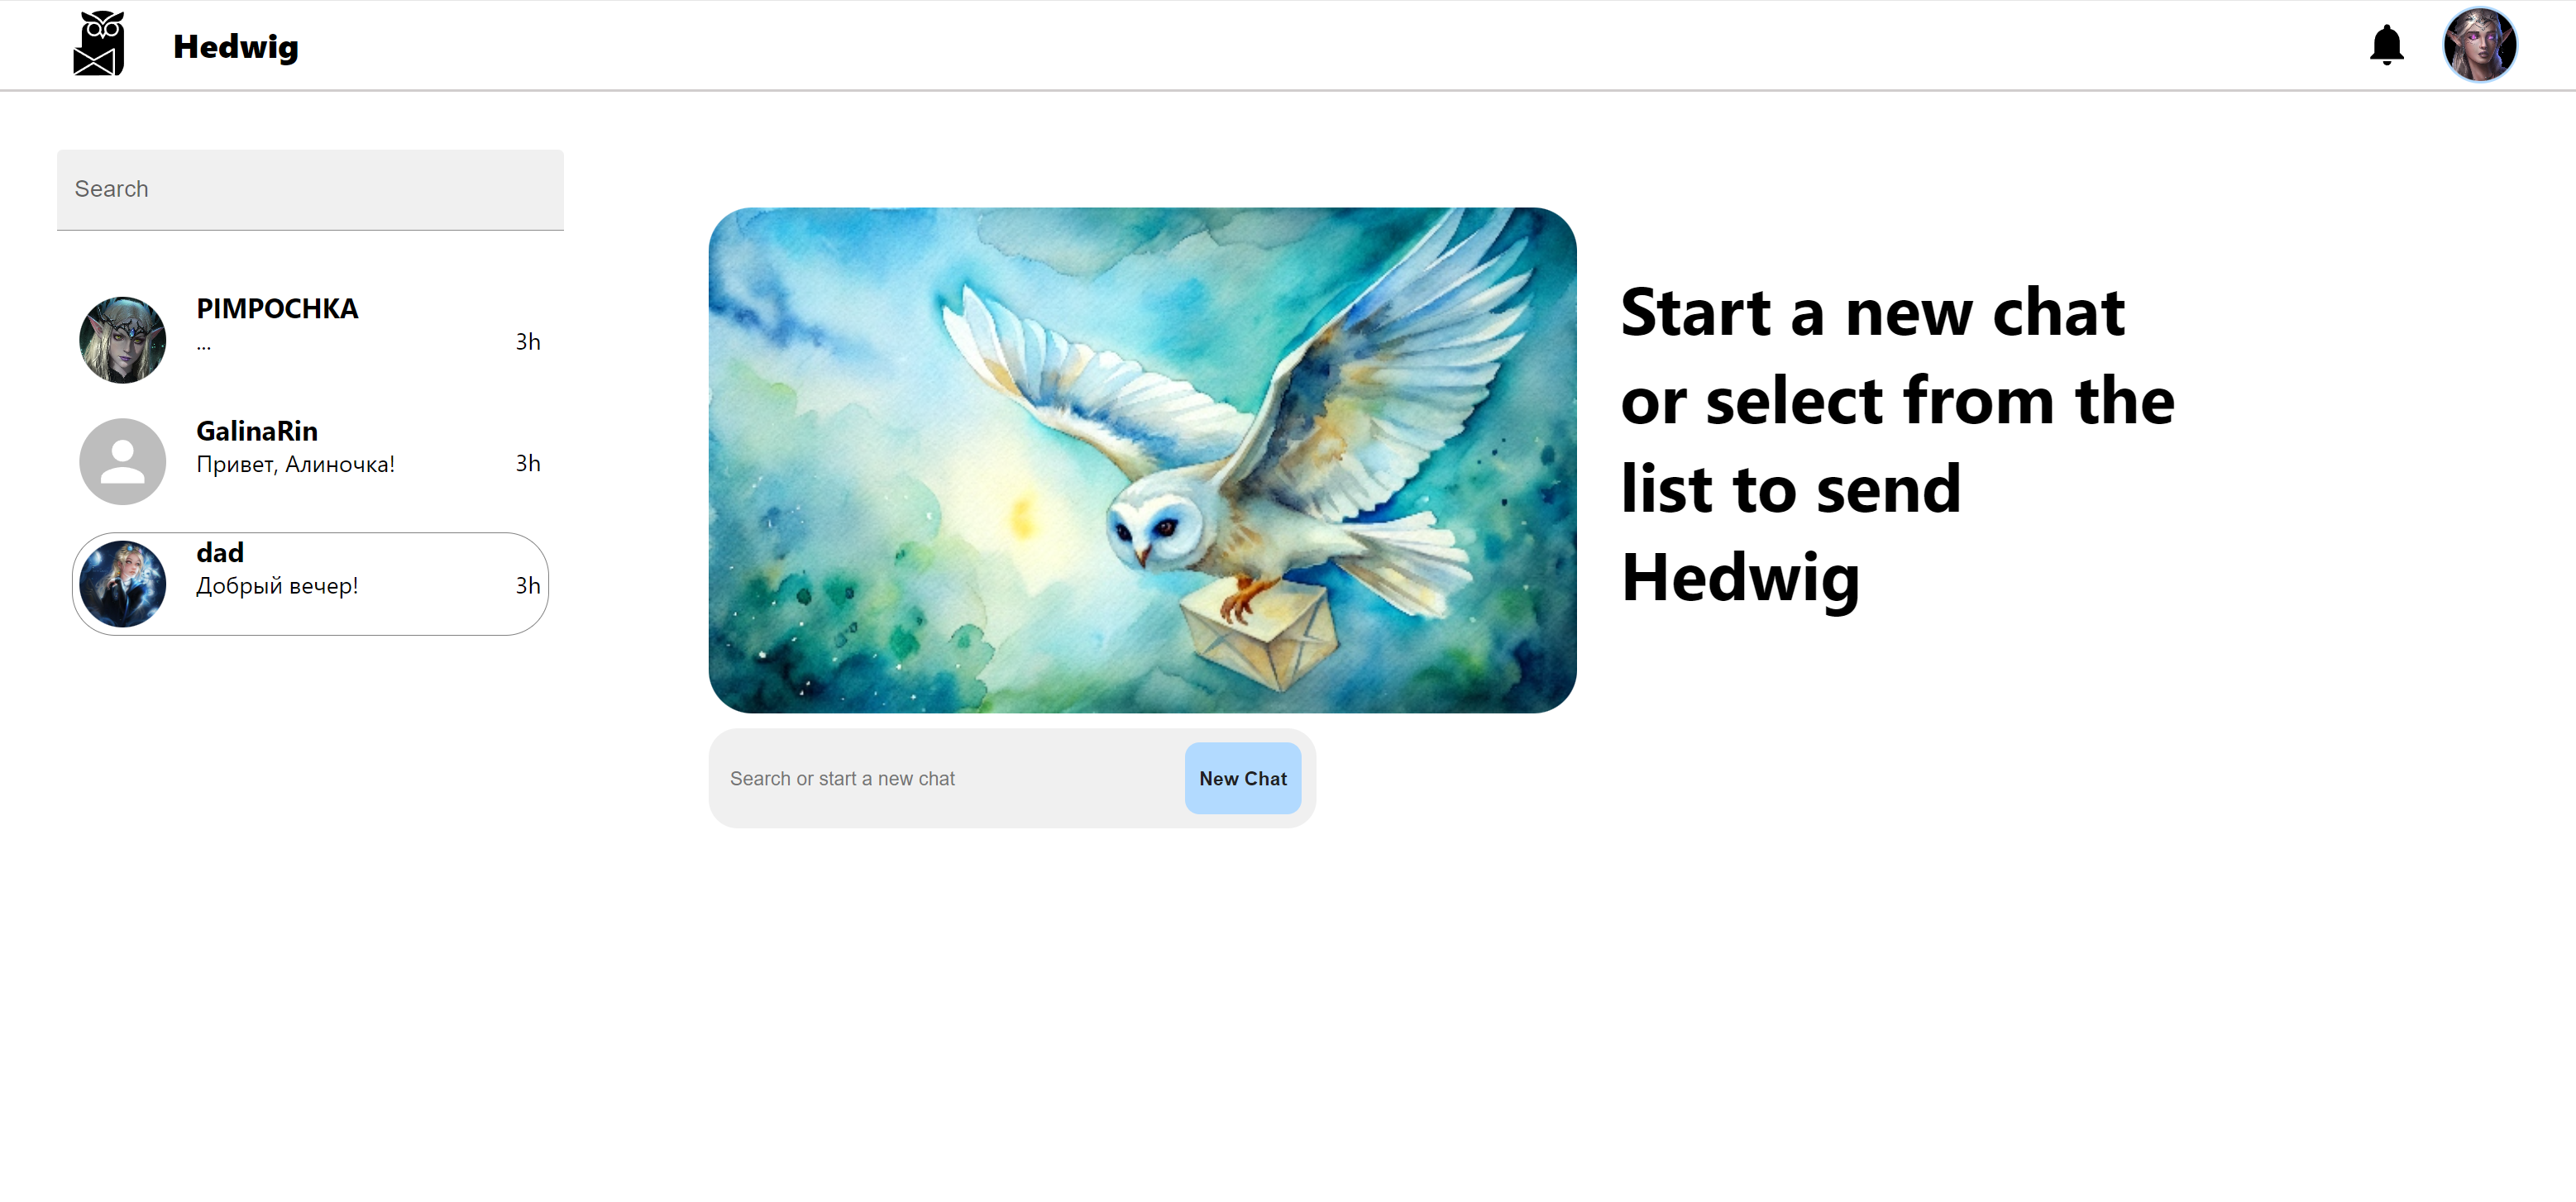 Hedwig
Search
PIMPOCHKA
...
3h
GalinaRin
Привет, Алиночка!
3h
dad
Добрый вечер!
3h
Start a new chat
or select from the
list to send
Hedwig
Search or start a new chat
New Chat